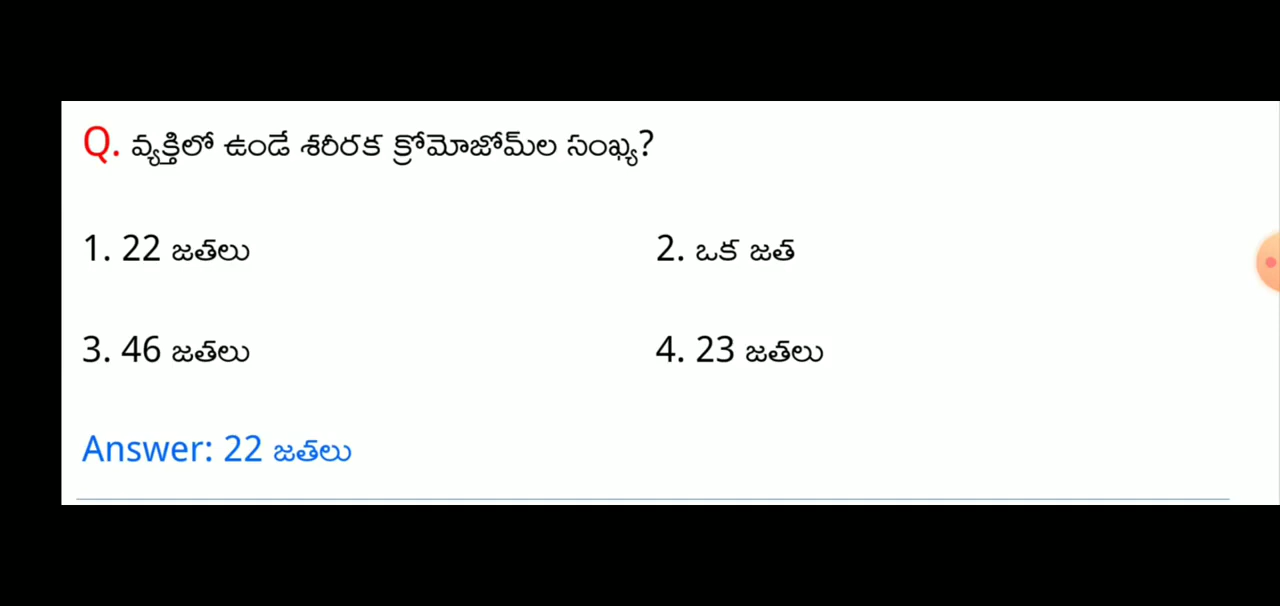 Q. వ్యక్తిలో ఉండే శరీరక క్రోమోజోమ్‌ల సంఖ్య?
1. 22 జతలు 2. ఒక జత
3. 46 జతలు 4. 23 జతలు
Answer: 22 జతలు